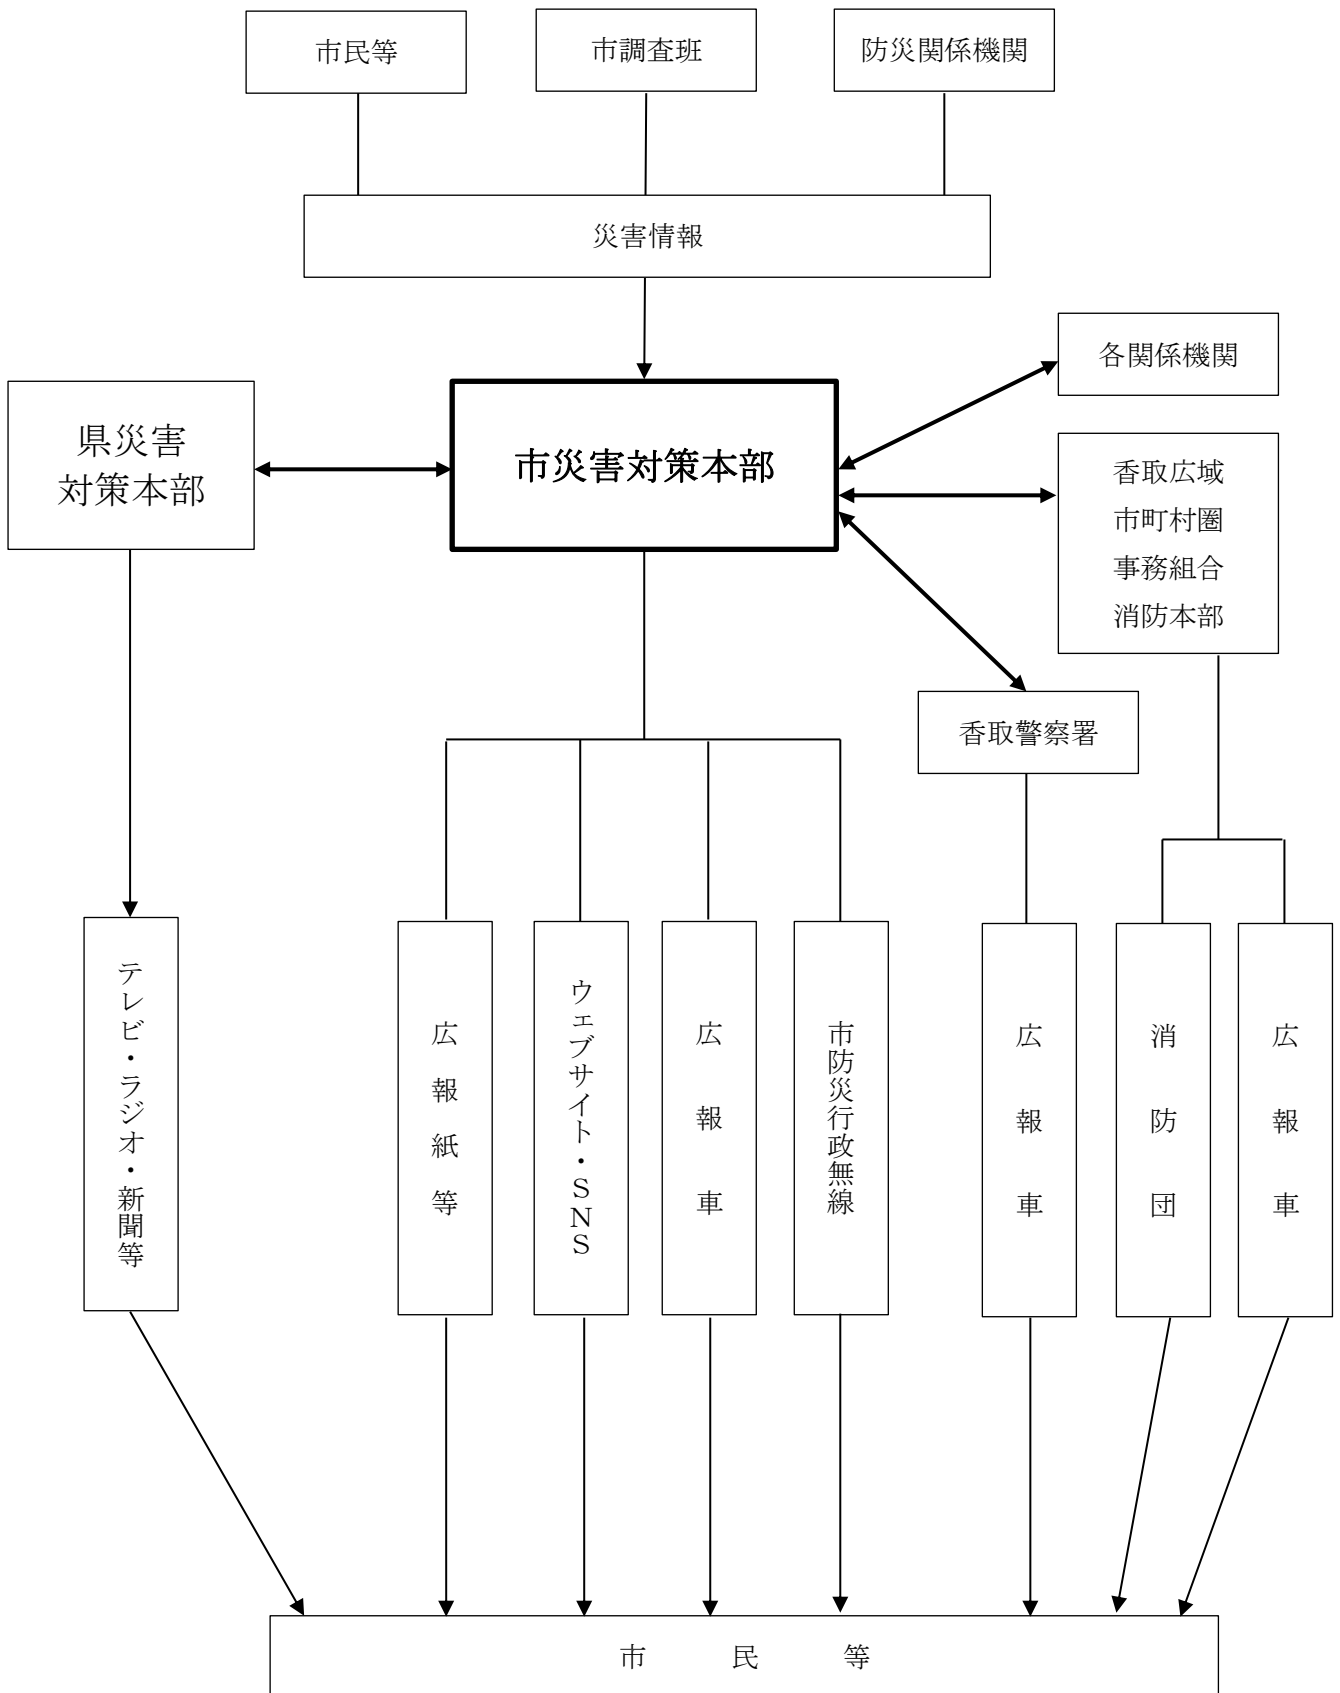 市民等
市調査班
防災関係機関
災害情報
各関係機関
県災害
対策本部
市災害対策本部
香取広域
市町村圏
事務組合
消防本部
香取警察署
テレビ・ラジオ・新聞等
広報紙等
ウェブサイト・SNS
広報車
市防災行政無線
広報車
消防団
広報車
市民等